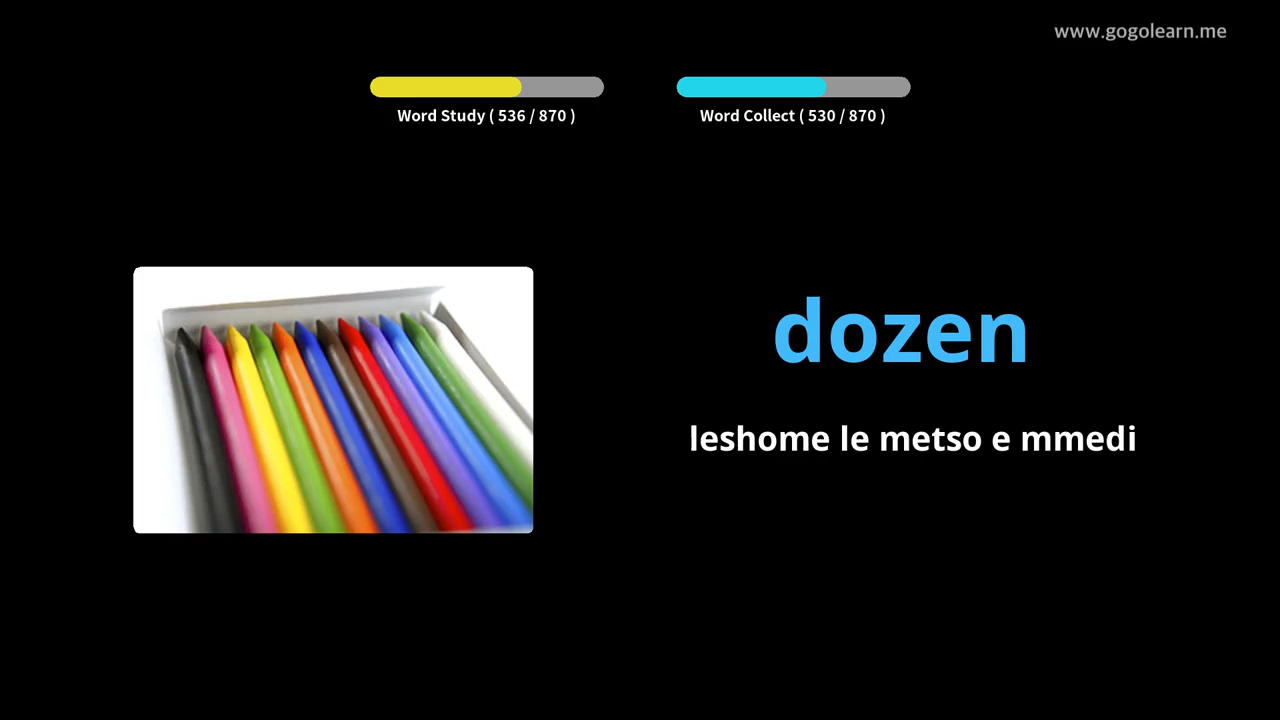 www.gogolearn.me
Word Study ( 536 / 870 )
Word Collect ( 530 / 870 )
dozen
leshome le metso e mmedi